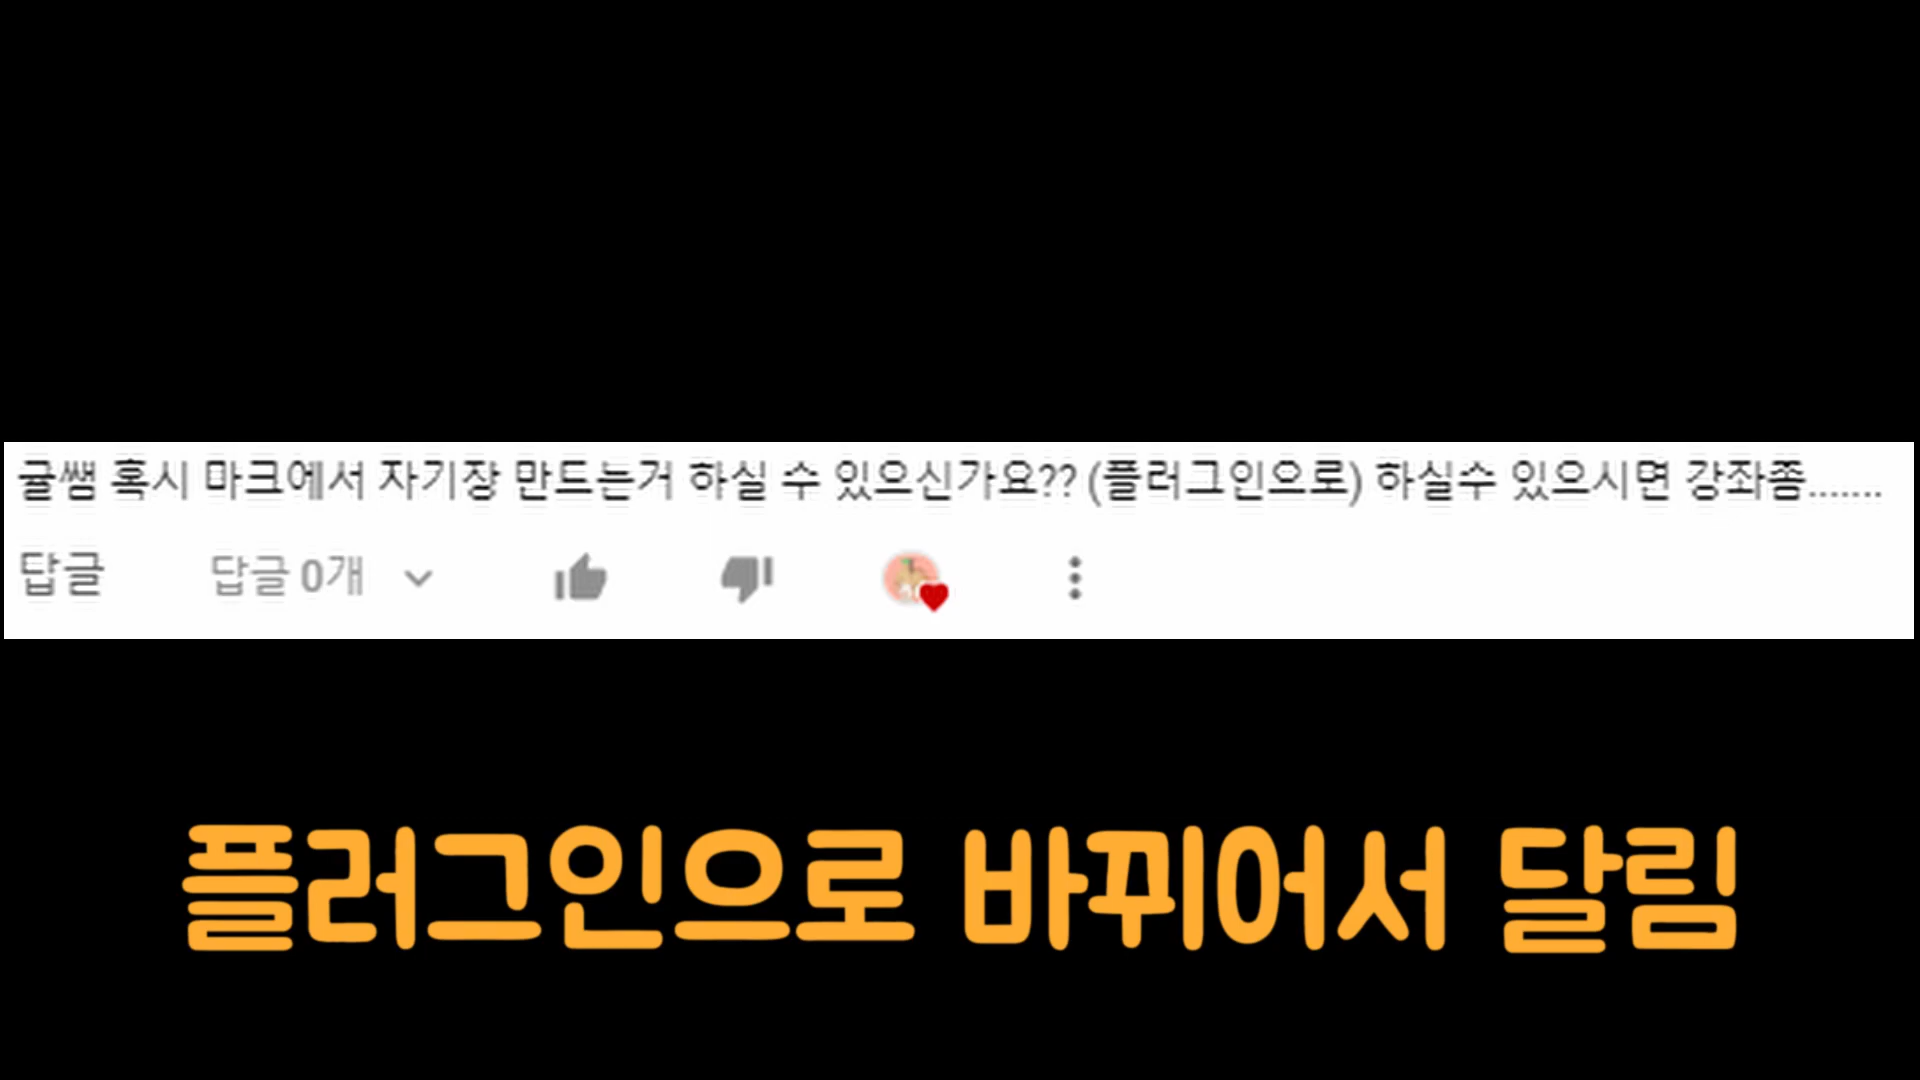 귤쌤 혹시 마크에서 자기장 만드는거 하실 수 있으신가요?? (플러그인으로) 하실수 있으시면 강좌쫌.......
답글 답글 0개
플러그인으로 바뀌어서 달림